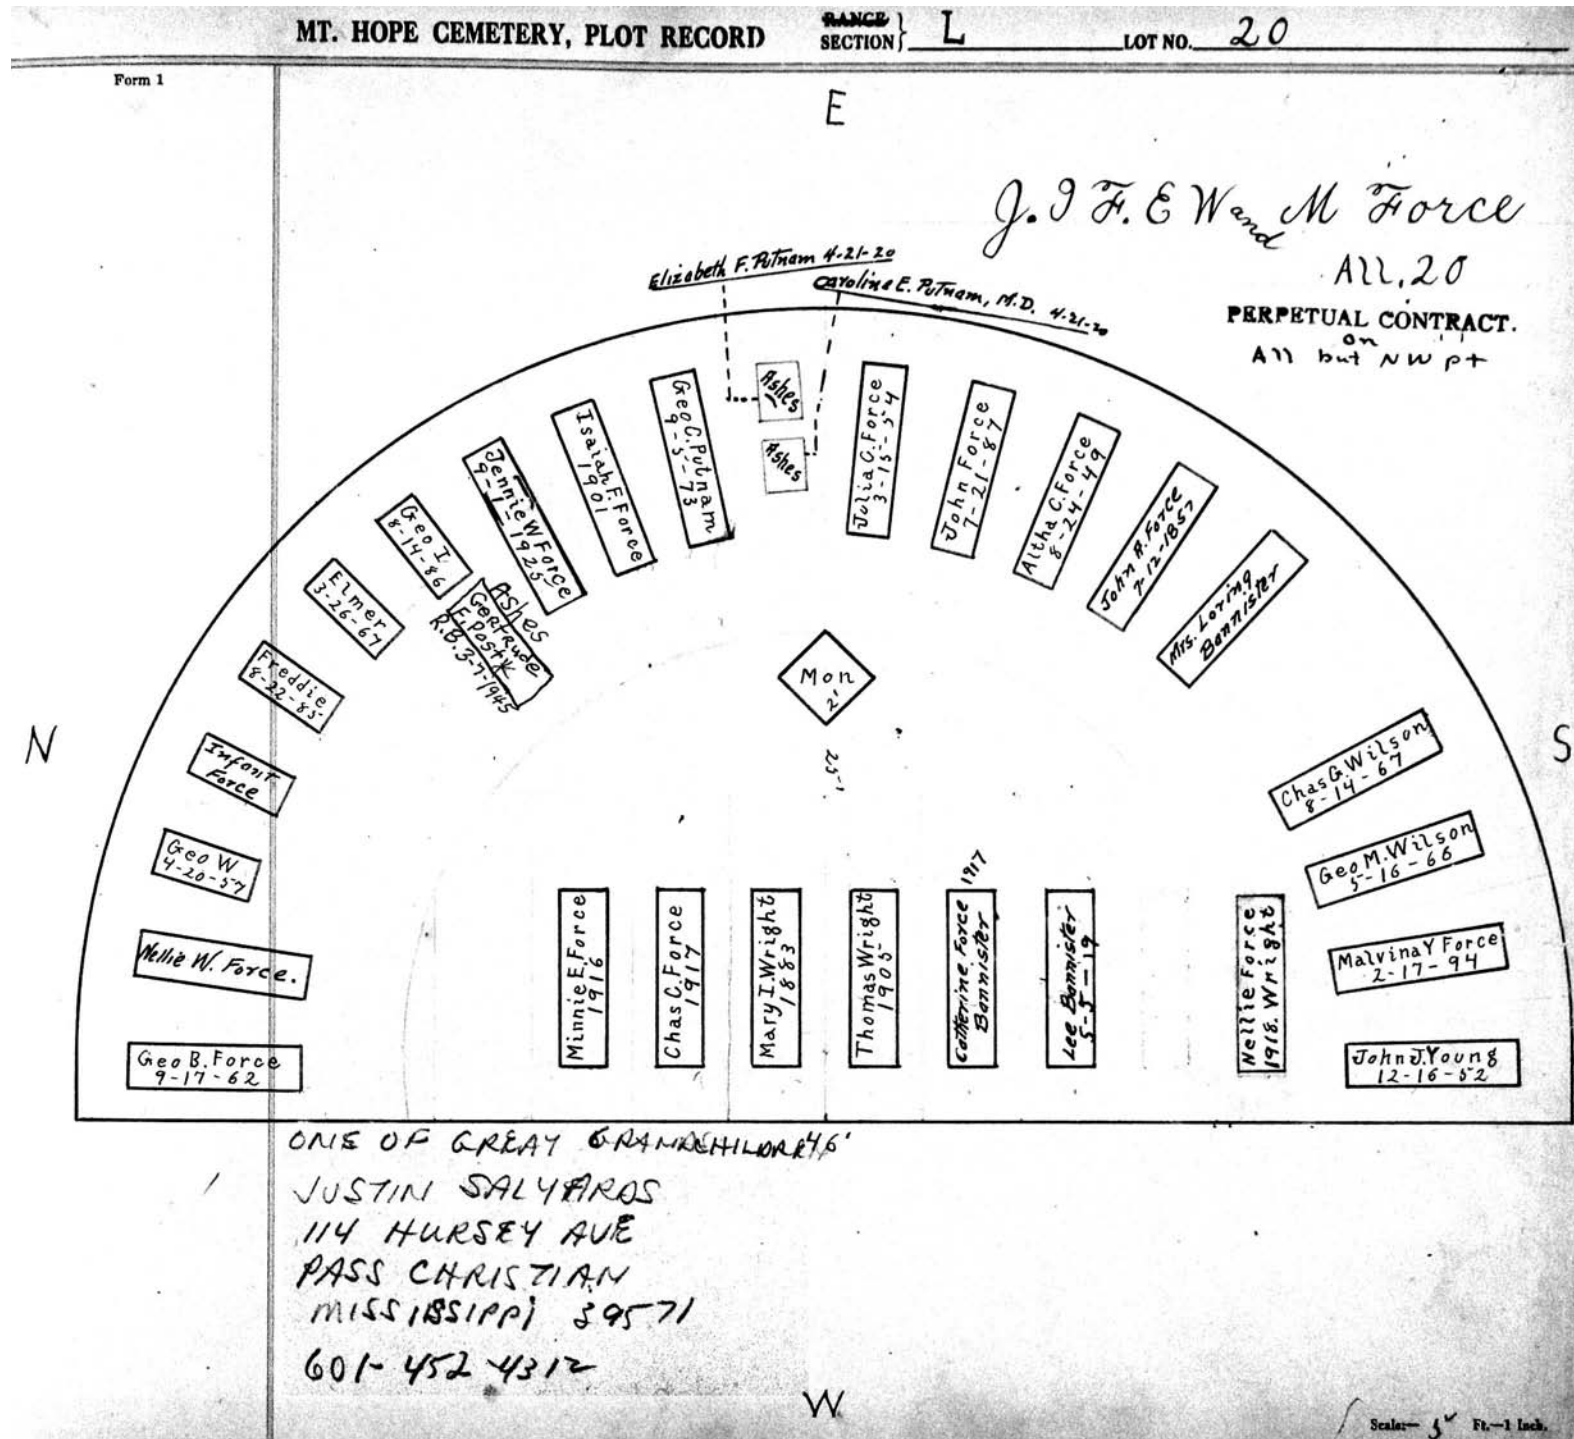 MT. HOPE CEMETERY, PLOT RECORD
RANGE
SECTION } L
LOT NO. 20
Form 1
E
J. I F. E W and M Force
All. 20
PERPETUAL CONTRACT.
on
All but NW pt
Elizabeth F. Putnam 4-21-20
Caroline E. Putnam, M.D. 4-21-20
Ashes
Ashes
Geo C. Putnam
9-5-73
Isaiah F. Force
1901
Jennie W Force
9-1-1925
Geo I
8-14-86
Ashes
Gertrude
F. Post
R.B. 3-7-1945
Elmer
3-26-67
Freddie
8-22-85
Infant
Force
Geo W
4-20-57
Nellie W. Force.
Geo B. Force
9-17-62
Julia C. Force
3-15-54
John Force
7-21-87
Altha C. Force
8-24-49
John A. Force
7-12-1857
Mrs. Loring
Bannister
Chas G. Wilson
8-14-67
Geo M. Wilson
5-16-66
Malvina Y Force
2-17-94
John J. Young
12-16-52
N
S
Mon
2'
Minnie E. Force
1916
Chas C. Force
1917
Mary I. Wright
1883
Thomas Wright
1905
Catherine Force 1917
Bannister
Lee Bannister
5-5-19
Nellie Force
1918. Wright
46'
ONE OF GREAT
JUSTIN SALYARDS
114 HURSEY AVE
PASS CHRISTIAN
MISSISSIPPI 39571
601-452-4312
W
Scale:— Ft.—1 Inch.